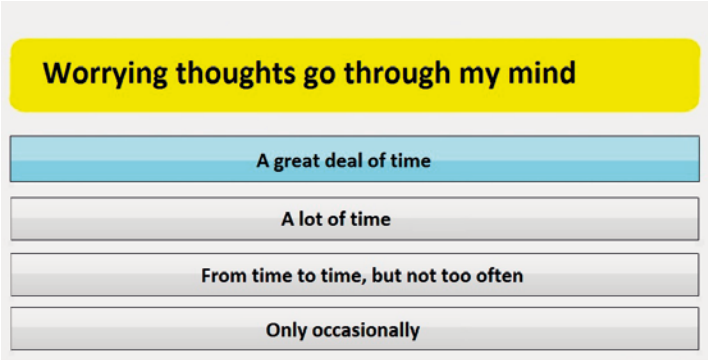 Worrying thoughts go through my mind
A great deal of time
A lot of time
From time to time, but not too often
Only occasionally